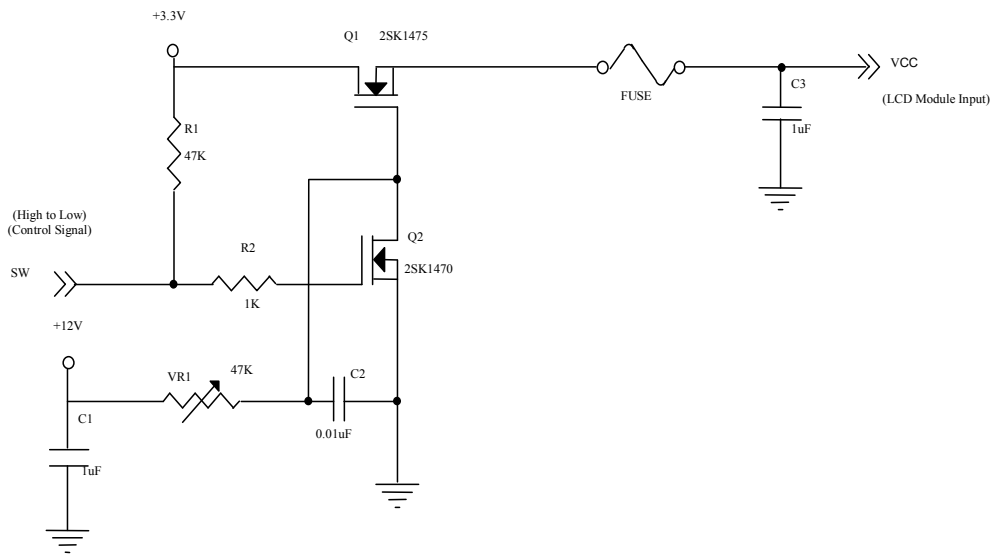 +3.3V
Q1 2SK1475
VCC
FUSE
C3
(LCD Module Input)
1uF
R1
47K
(High to Low)
(Control Signal)
SW
R2
1K
Q2
2SK1470
+12V
VR1
47K
C2
0.01uF
C1
1uF